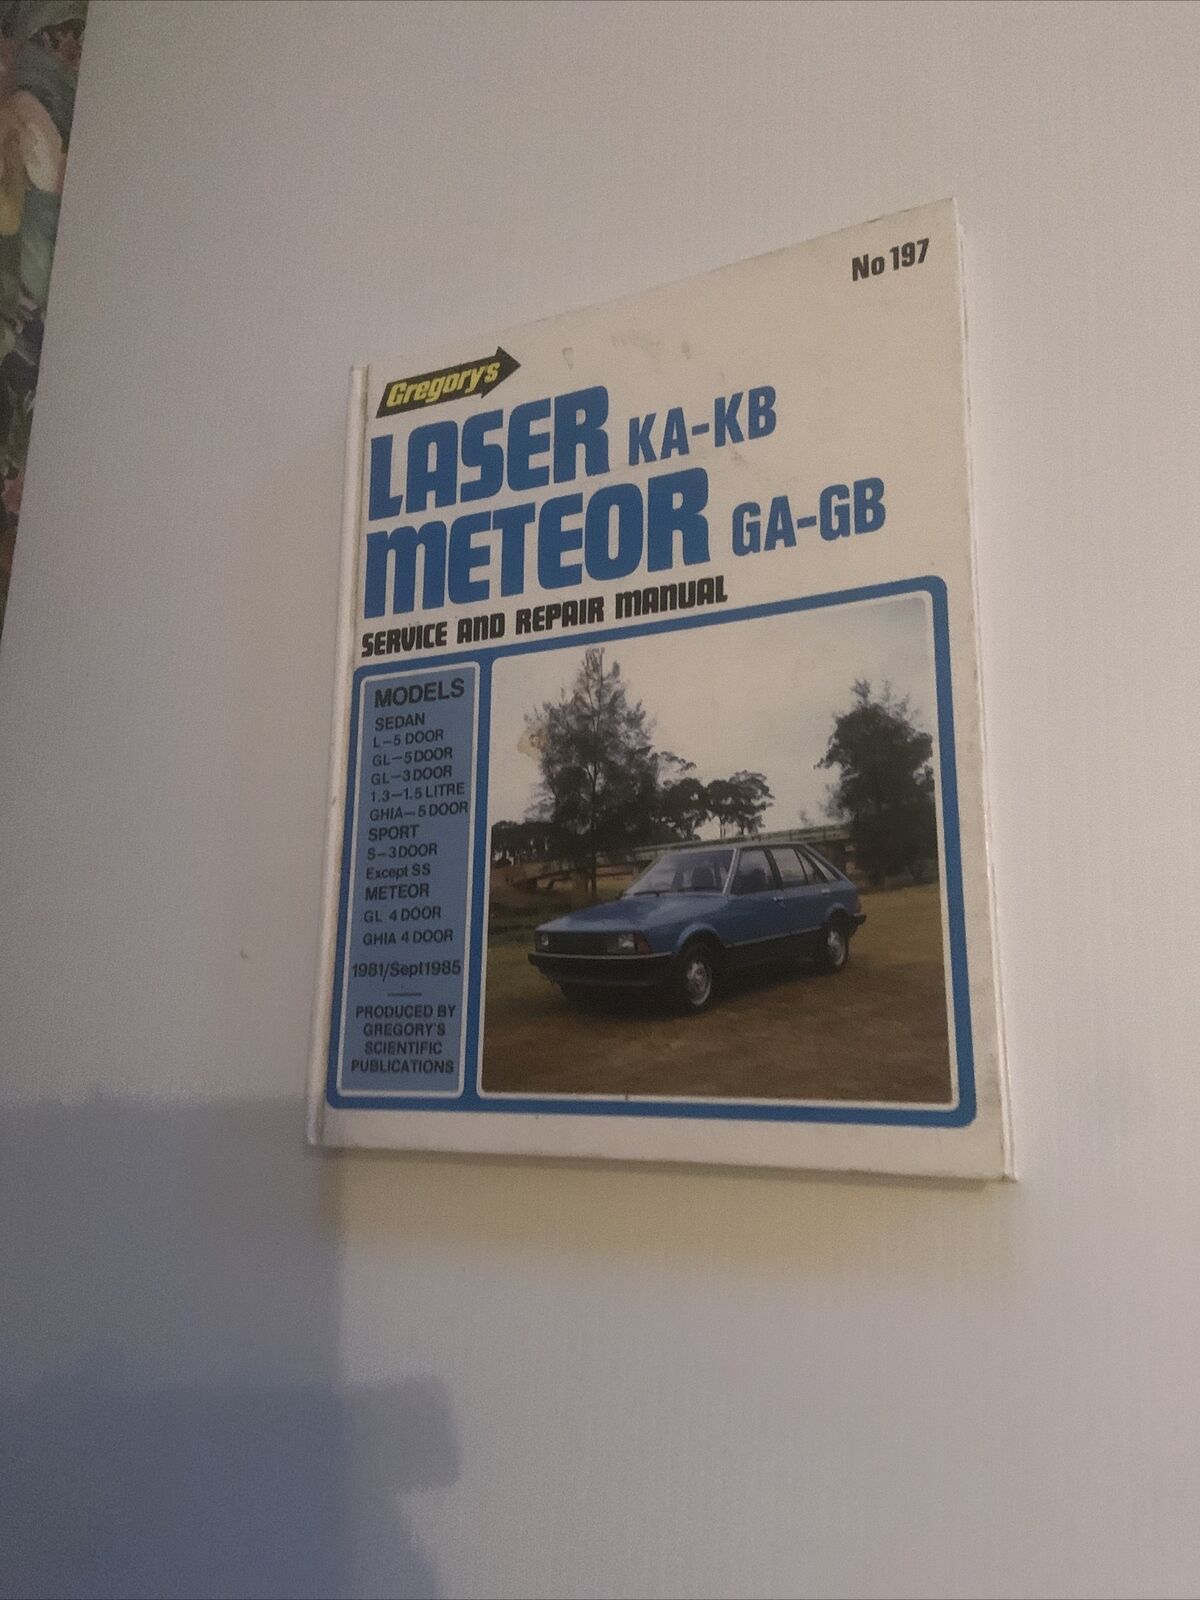 No 197
Gregory's
LASER KA-KB
METEOR GA-GB
SERVICE AND REPAIR MANUAL
MODELS
SEDAN
L-5 DOOR
GL-5 DOOR
GL-3 DOOR
1.3-1.5 LITRE
GHIA-5 DOOR
SPORT
S-3 DOOR
Except SS
METEOR
GL 4 DOOR
GHIA 4 DOOR
1981/Sept1985
PRODUCED BY
GREGORY'S
SCIENTIFIC
PUBLICATIONS